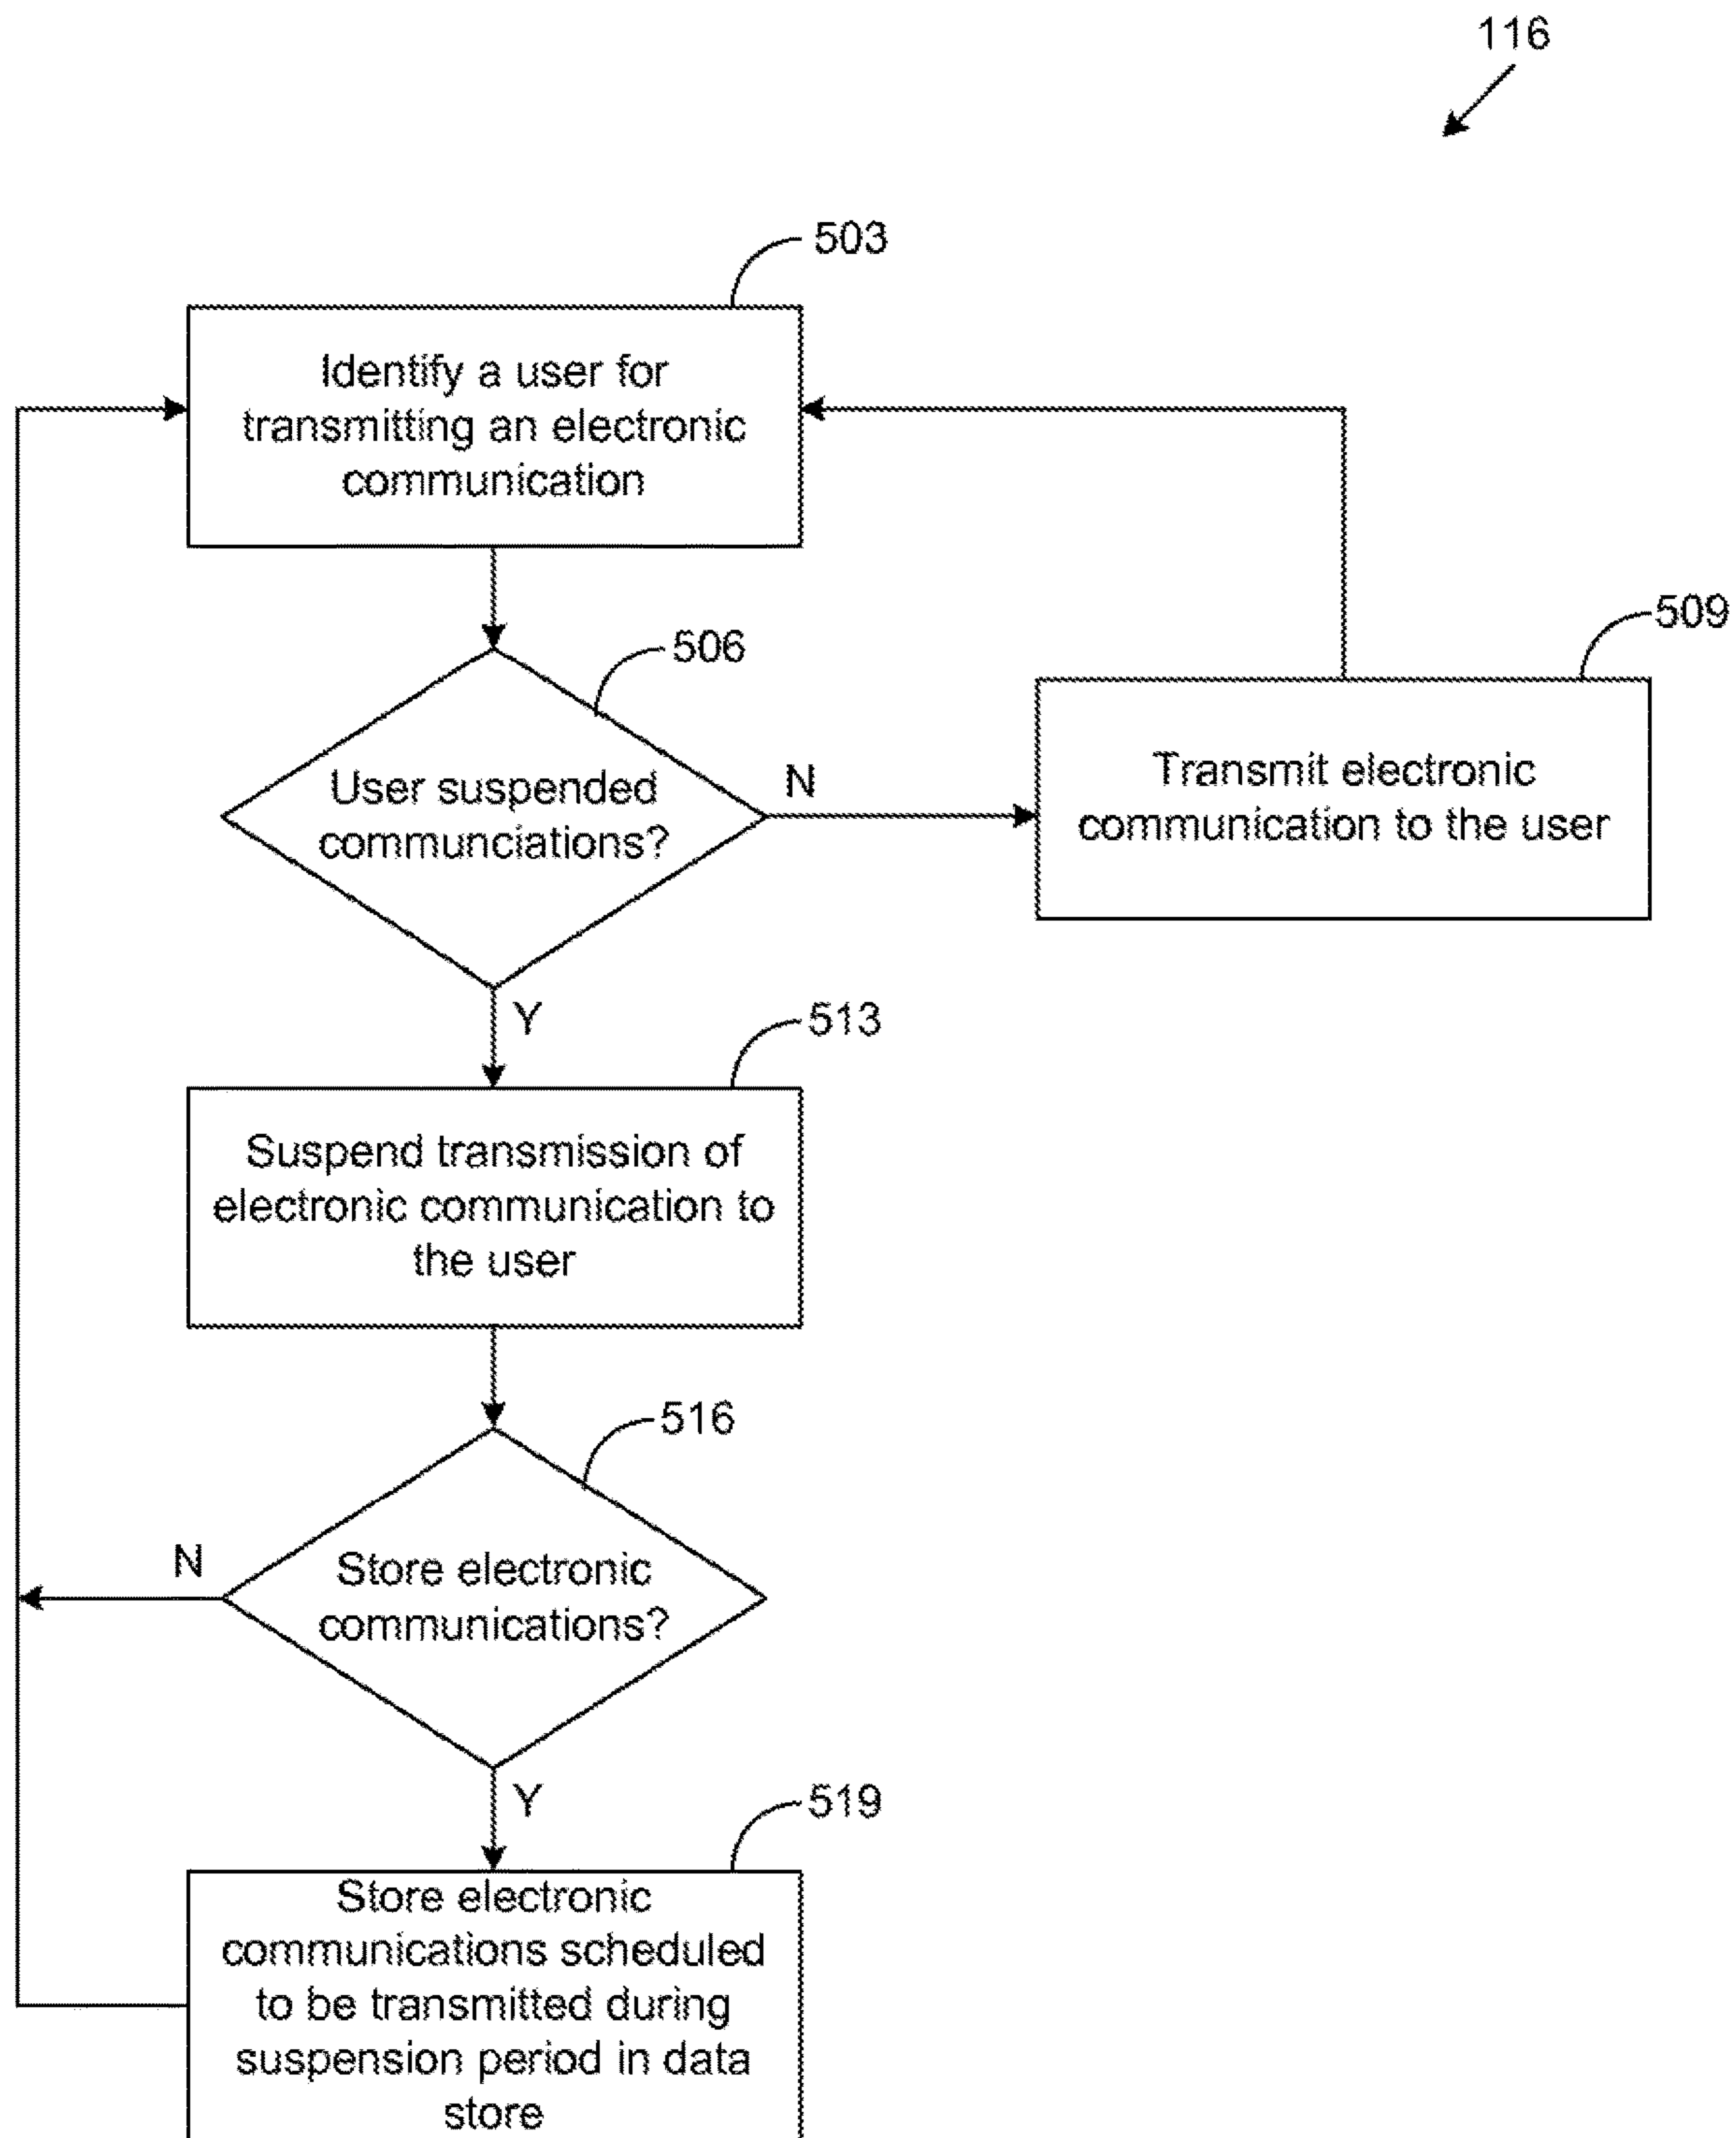 116
503
Identify a user for
transmitting an electronic
communication
506
509
User suspended
communciations?
N
Transmit electronic
communication to the user
Y
513
Suspend transmission of
electronic communication to
the user
516
N
Store electronic
communications?
Y
519
Store electronic
communications scheduled
to be transmitted during
suspension period in data
store